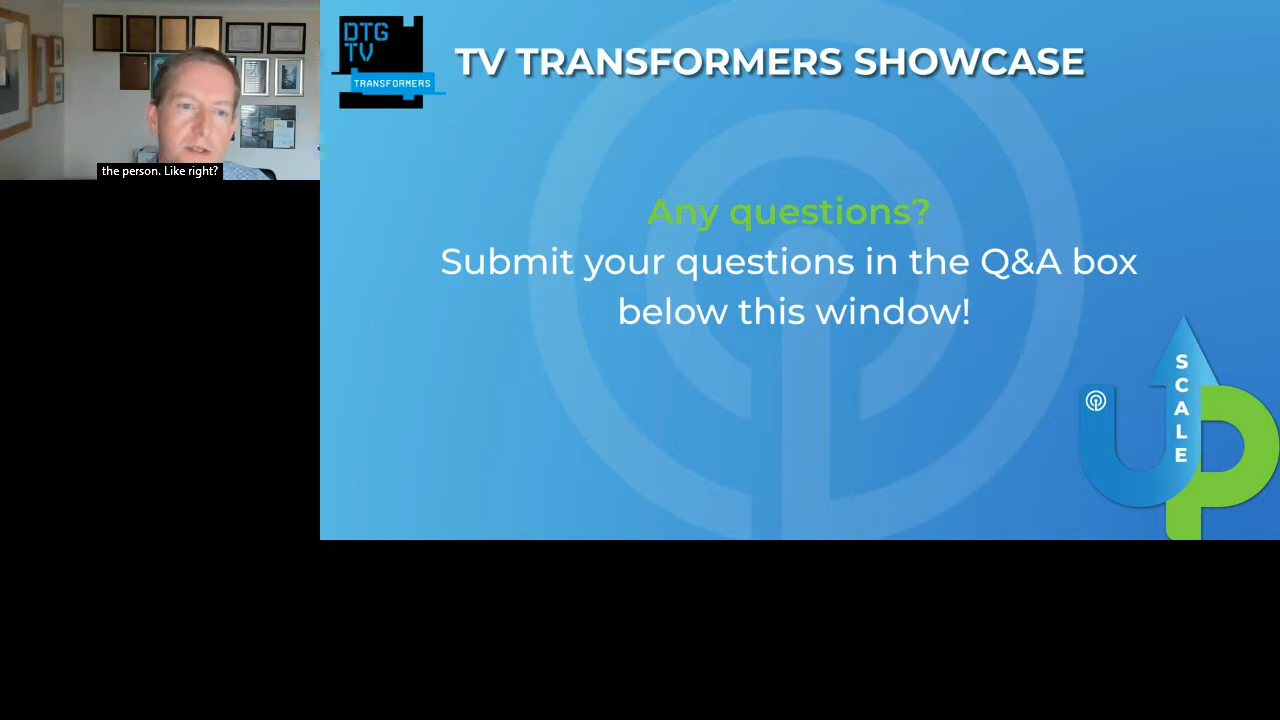 DTG
TV
TRANSFORMERS
TV TRANSFORMERS SHOWCASE
the person. Like right?
Any questions?
Submit your questions in the Q&A box
below this window!
S
C
A
L
E
UP